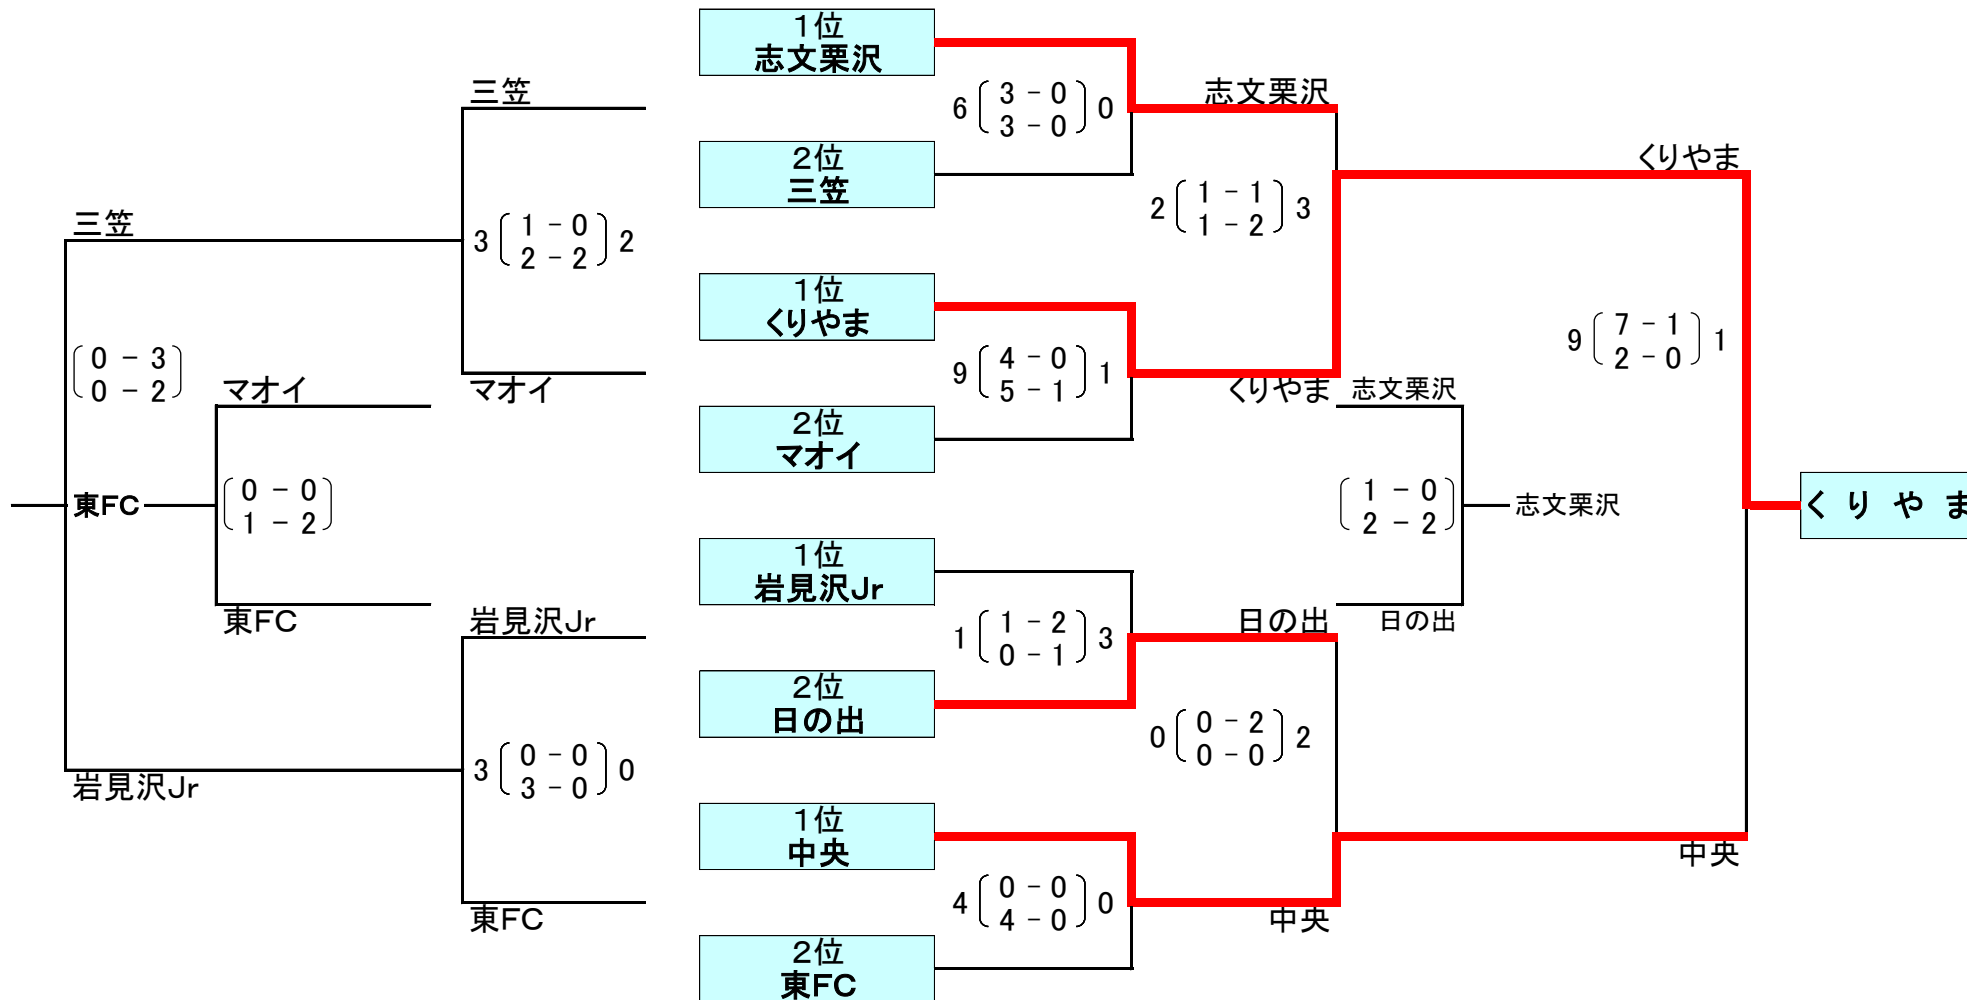 1位
志文栗沢
三笠
6 3 - 0 0
3 - 0
志文栗沢
2位
三笠
くりやま
三笠
3 1 - 0 2
2 - 2
2 1 - 1 3
1 - 2
1位
くりやま
9 7 - 1 1
2 - 0
0 - 3
0 - 2
マオイ
マオイ
9 4 - 0 1
5 - 1
くりやま
志文栗沢
2位
マオイ
東FC
0 - 0
1 - 2
1 - 0
2 - 2
志文栗沢
くりやま
1位
岩見沢Jr
東FC
岩見沢Jr
1 1 - 2 3
0 - 1
日の出
日の出
2位
日の出
岩見沢Jr
3 0 - 0 0
3 - 0
0 0 - 2 2
0 - 0
1位
中央
中央
東FC
4 0 - 0 0
4 - 0
中央
2位
東FC